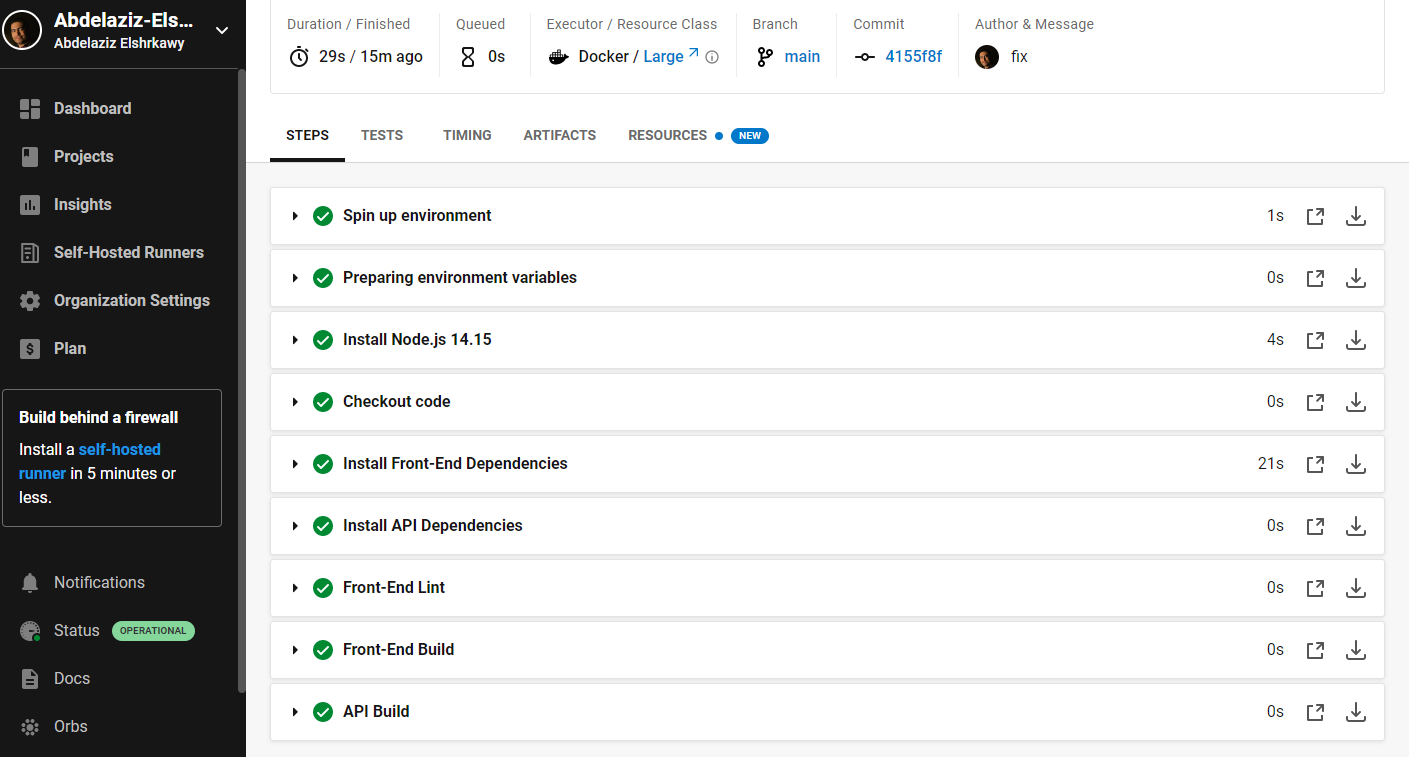 Abdelaziz-Els...
Abdelaziz Elshrkawy
Dashboard
Projects
Insights
Self-Hosted Runners
Organization Settings
Plan
Build behind a firewall
Install a self-hosted
runner in 5 minutes or
less.
Notifications
Status OPERATIONAL
Docs
Orbs
Duration / Finished
29s / 15m ago
Queued
0s
Executor / Resource Class
Docker / Large
Branch
main
Commit
4155f8f
Author & Message
fix
STEPS TESTS TIMING ARTIFACTS RESOURCES NEW
Spin up environment 1s
Preparing environment variables 0s
Install Node.js 14.15 4s
Checkout code 0s
Install Front-End Dependencies 21s
Install API Dependencies 0s
Front-End Lint 0s
Front-End Build 0s
API Build 0s